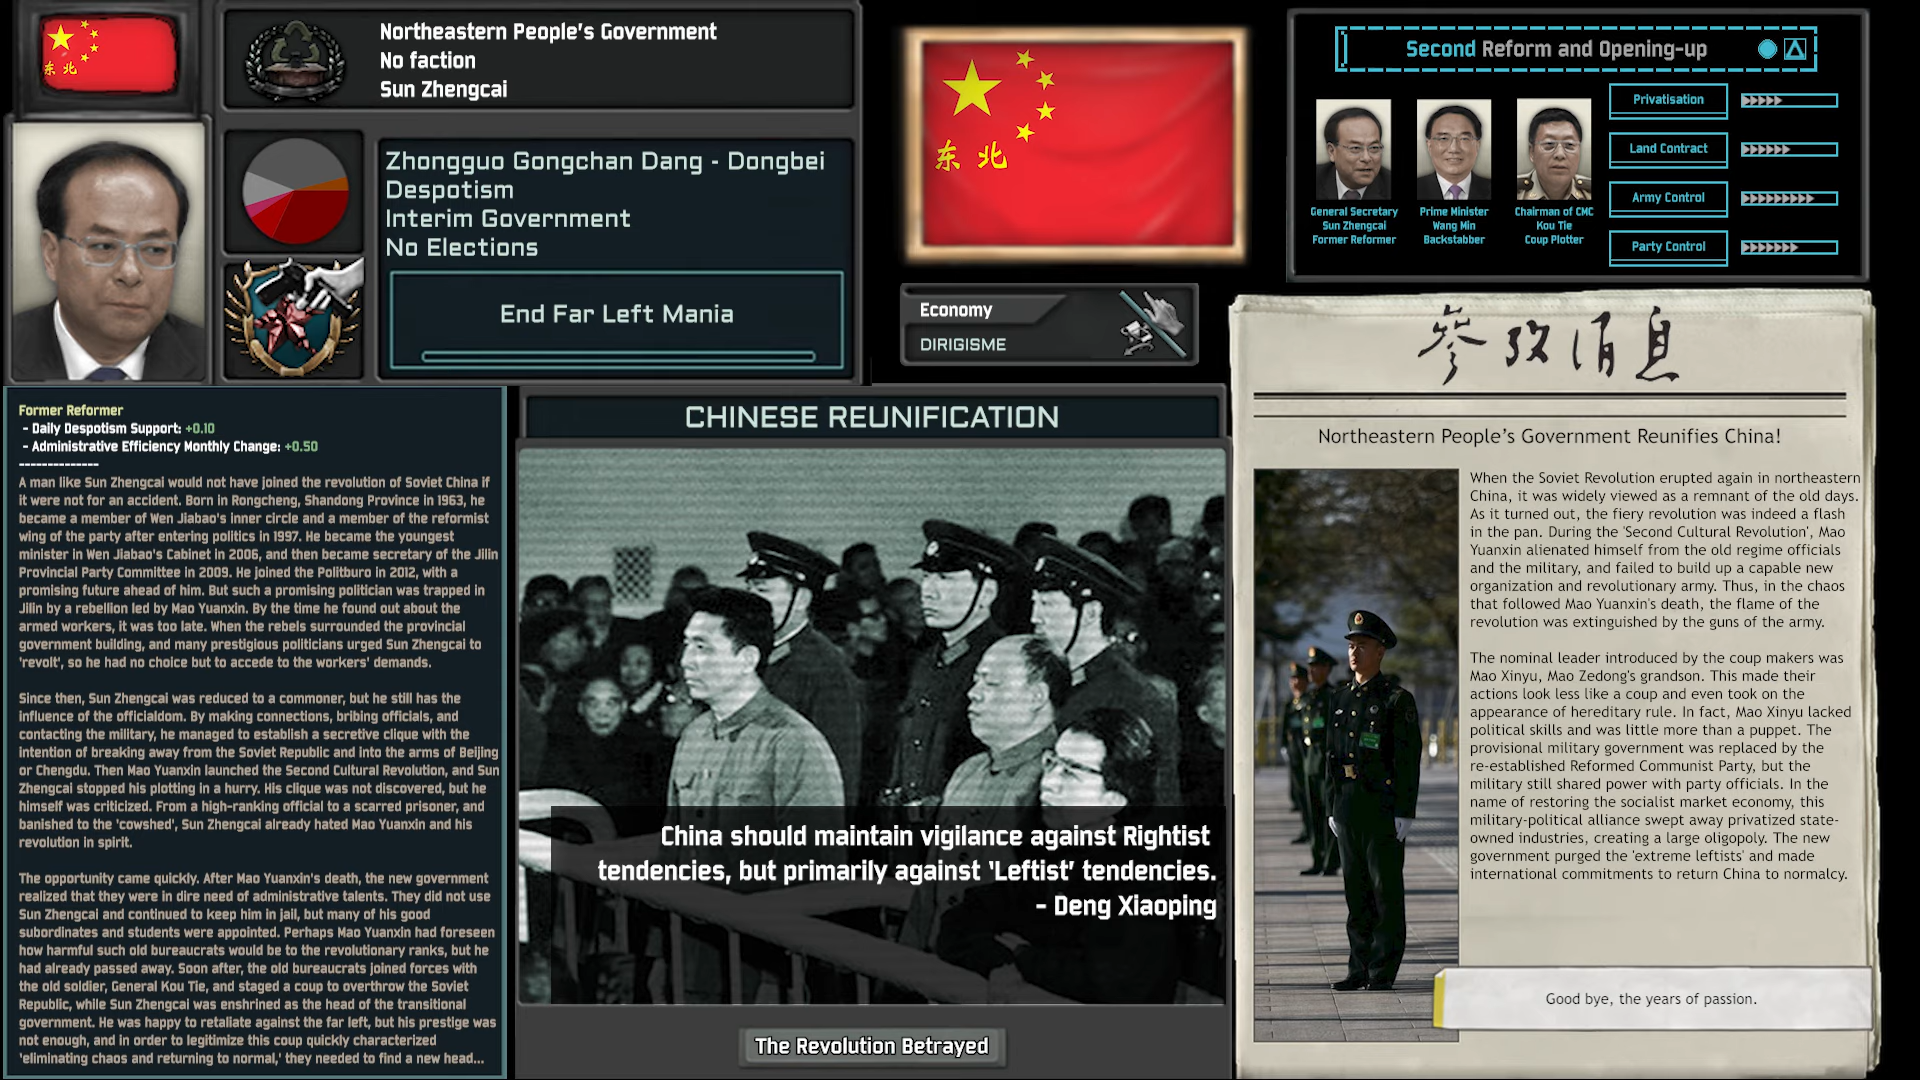 Northeastern People's Government
No faction
Sun Zhengcai
东北
Zhongguo Gongchan Dang - Dongbei
Despotism
Interim Government
No Elections
End Far Left Mania
东 北
Economy
DIRIGISME
Second Reform and Opening-up
General Secretary
Sun Zhengcai
Former Reformer
Prime Minister
Wang Min
Backstabber
Chairman of CMC
Kou Tie
Coup Plotter
Privatisation
Land Contract
Army Control
Party Control
Former Reformer
- Daily Despotism Support: +0.10
- Administrative Efficiency Monthly Change: +0.50
--------------
A man like Sun Zhengcai would not have joined the revolution of Soviet China if
it were not for an accident. Born in Rongcheng, Shandong Province in 1963, he
became a member of Wen Jiabao's inner circle and a member of the reformist
wing of the party after entering politics in 1997. He became the youngest
minister in Wen Jiabao's Cabinet in 2006, and then became secretary of the Jilin
Provincial Party Committee in 2009. He joined the Politburo in 2012, with a
promising future ahead of him. But such a promising politician was trapped in
Jilin by a rebellion led by Mao Yuanxin. By the time he found out about the
armed workers, it was too late. When the rebels surrounded the provincial
government building, and many prestigious politicians urged Sun Zhengcai to
'revolt', so he had no choice but to accede to the workers' demands.
Since then, Sun Zhengcai was reduced to a commoner, but he still has the
influence of the officialdom. By making connections, bribing officials, and
contacting the military, he managed to establish a secretive clique with the
intention of breaking away from the Soviet Republic and into the arms of Beijing
or Chengdu. Then Mao Yuanxin launched the Second Cultural Revolution, and Sun
Zhengcai stopped his plotting in a hurry. His clique was not discovered, but he
himself was criticized. From a high-ranking official to a scarred prisoner, and
banished to the 'cowshed', Sun Zhengcai already hated Mao Yuanxin and his
revolution in spirit.
The opportunity came quickly. After Mao Yuanxin's death, the new government
realized that they were in dire need of administrative talents. They did not use
Sun Zhengcai and continued to keep him in jail, but many of his good
subordinates and students were appointed. Perhaps Mao Yuanxin had foreseen
how harmful such old bureaucrats would be to the revolutionary ranks, but he
had already passed away. Soon after, the old bureaucrats joined forces with
the old soldier, General Kou Tie, and staged a coup to overthrow the Soviet
Republic, while Sun Zhengcai was enshrined as the head of the transitional
government. He was happy to retaliate against the far left, but his prestige was
not enough, and in order to legitimize this coup quickly characterized
'eliminating chaos and returning to normal,' they needed to find a new head...
CHINESE REUNIFICATION
China should maintain vigilance against Rightist
tendencies, but primarily against 'Leftist' tendencies.
- Deng Xiaoping
The Revolution Betrayed
參攷消息
Northeastern People's Government Reunifies China!
When the Soviet Revolution erupted again in northeastern
China, it was widely viewed as a remnant of the old days.
As it turned out, the fiery revolution was indeed a flash
in the pan. During the 'Second Cultural Revolution', Mao
Yuanxin alienated himself from the old regime officials
and the military, and failed to build up a capable new
organization and revolutionary army. Thus, in the chaos
that followed Mao Yuanxin's death, the flame of the
revolution was extinguished by the guns of the army.
The nominal leader introduced by the coup makers was
Mao Xinyu, Mao Zedong's grandson. This made their
actions look less like a coup and even took on the
appearance of hereditary rule. In fact, Mao Xinyu lacked
political skills and was little more than a puppet. The
provisional military government was replaced by the
re-established Reformed Communist Party, but the
military still shared power with party officials. In the
name of restoring the socialist market economy, this
military-political alliance swept away privatized state-
owned industries, creating a large oligopoly. The new
government purged the 'extreme leftists' and made
international commitments to return China to normalcy.
Good bye, the years of passion.